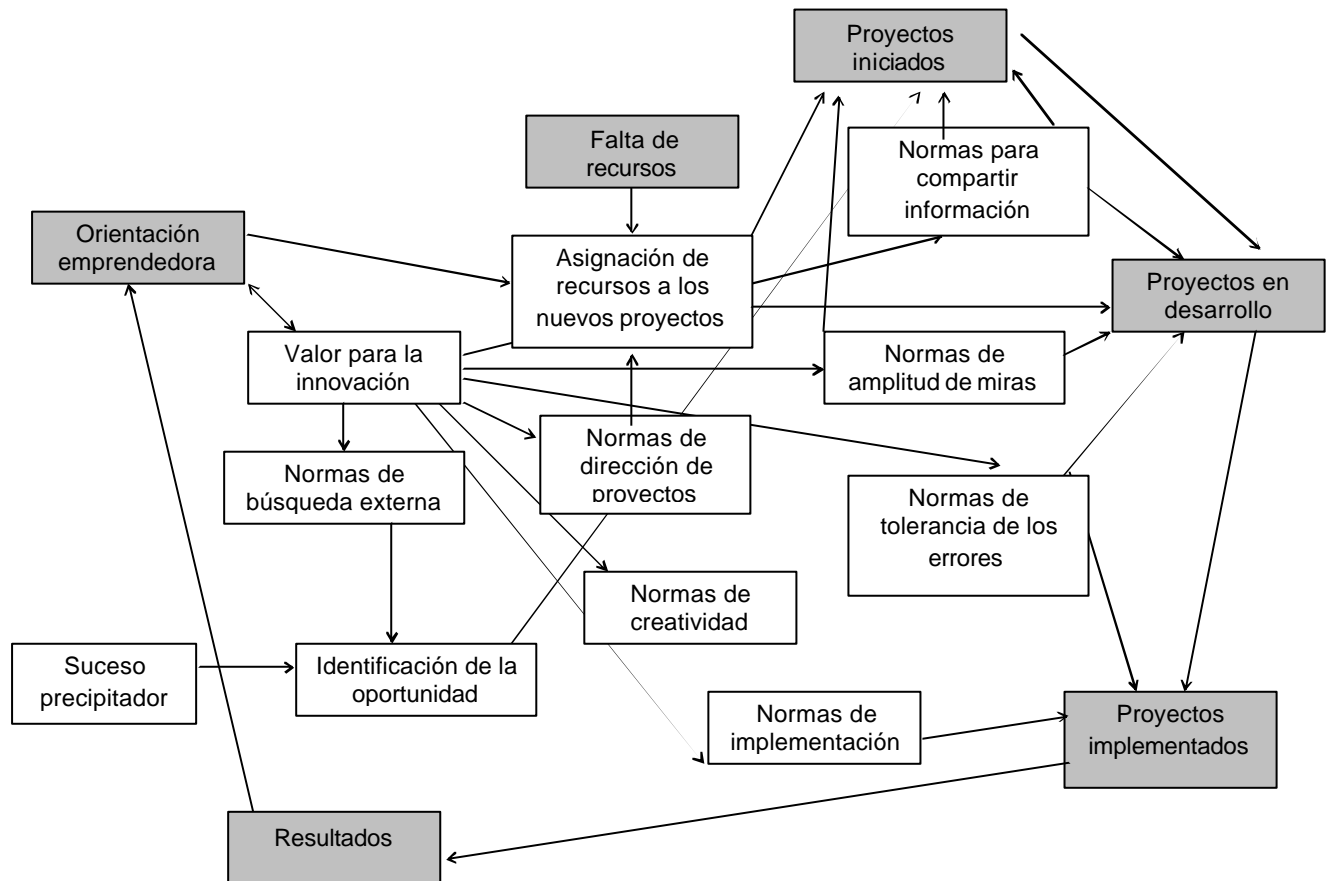 Proyectos
iniciados
Falta de
recursos
Normas para
compartir
información
Orientación
emprendedora
Asignación de
recursos a los
nuevos proyectos
Proyectos en
desarrollo
Valor para la
innovación
Normas de
amplitud de miras
Normas de
búsqueda externa
Normas de
dirección de
proyectos
Normas de
tolerancia de los
errores
Normas de
creatividad
Suceso
precipitador
Identificación de la
oportunidad
Normas de
implementación
Proyectos
implementados
Resultados